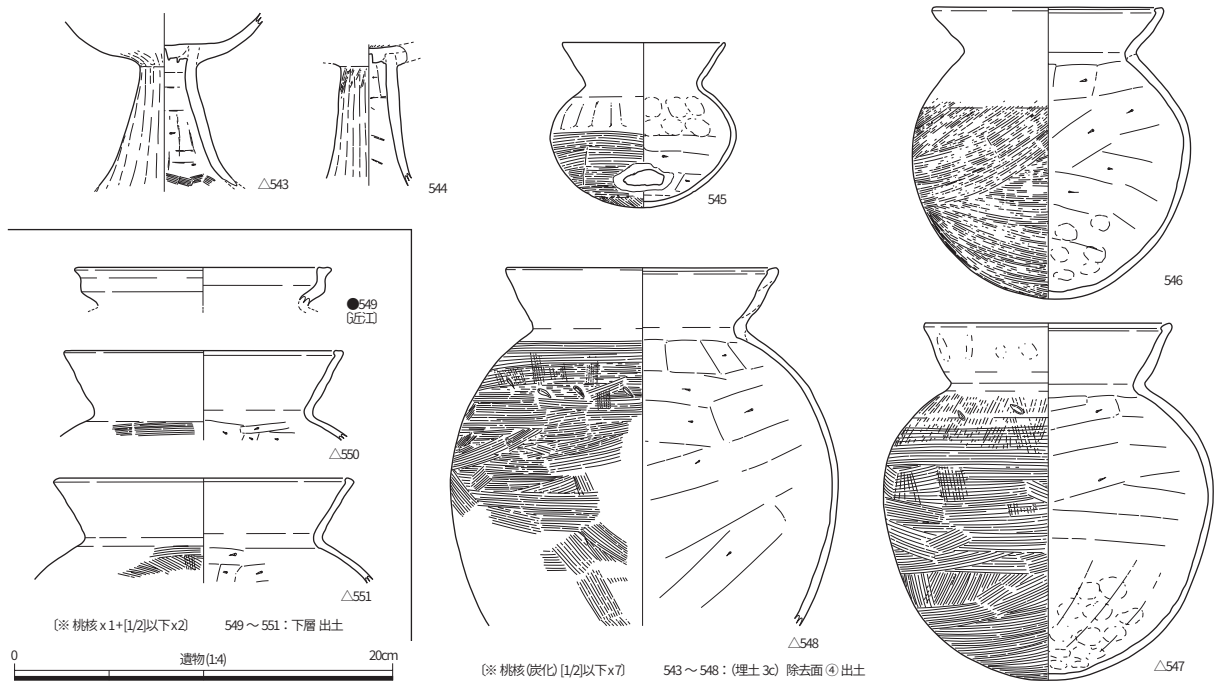 △543
544
545
546
●549
〔近江〕
△550
△551
〔※ 桃核 x 1 + [1/2]以下 x 2〕 549 ～ 551：下層 出土
0 遺物 (1:4) 20cm
△548
△547
〔※ 桃核 (炭化) [1/2]以下 x 7〕 543 ～ 548：（埋土 3c）除去面 ④ 出土